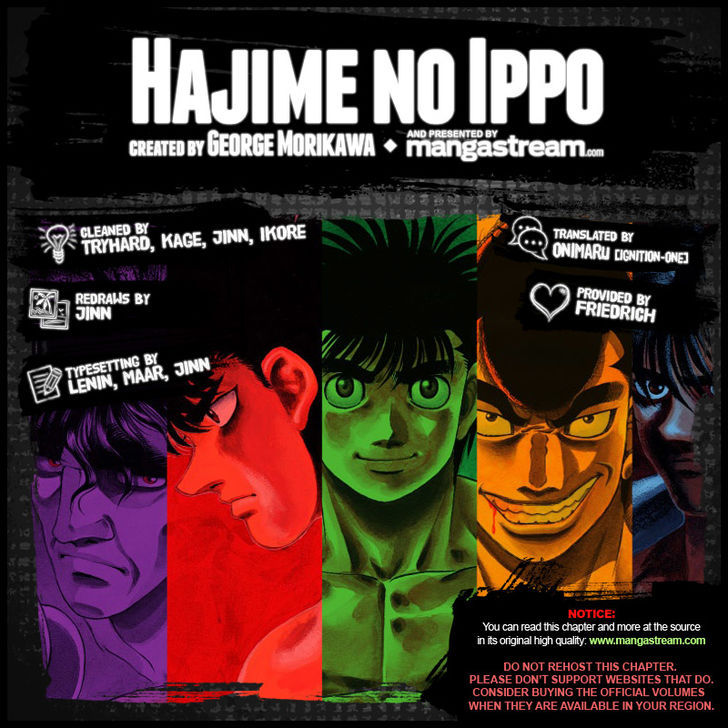 HAJIME NO IPPO
CREATED BY GEORGE MORIKAWA ◆ AND PRESENTED BY mangastream.com
CLEANED BY
TRYHARD, KAGE, JINN, IKORE
REDRAWS BY
JINN
TYPESETTING BY
LENIN, MAAR, JINN
TRANSLATED BY
ONIMARU [IGNITION-ONE]
PROVIDED BY
FRIEDRICH
NOTICE:
You can read this chapter and more at the source
in its original high quality: www.mangastream.com
DO NOT REHOST THIS CHAPTER.
PLEASE DON'T SUPPORT WEBSITES THAT DO.
CONSIDER BUYING THE OFFICIAL VOLUMES
WHEN THEY ARE AVAILABLE IN YOUR REGION.